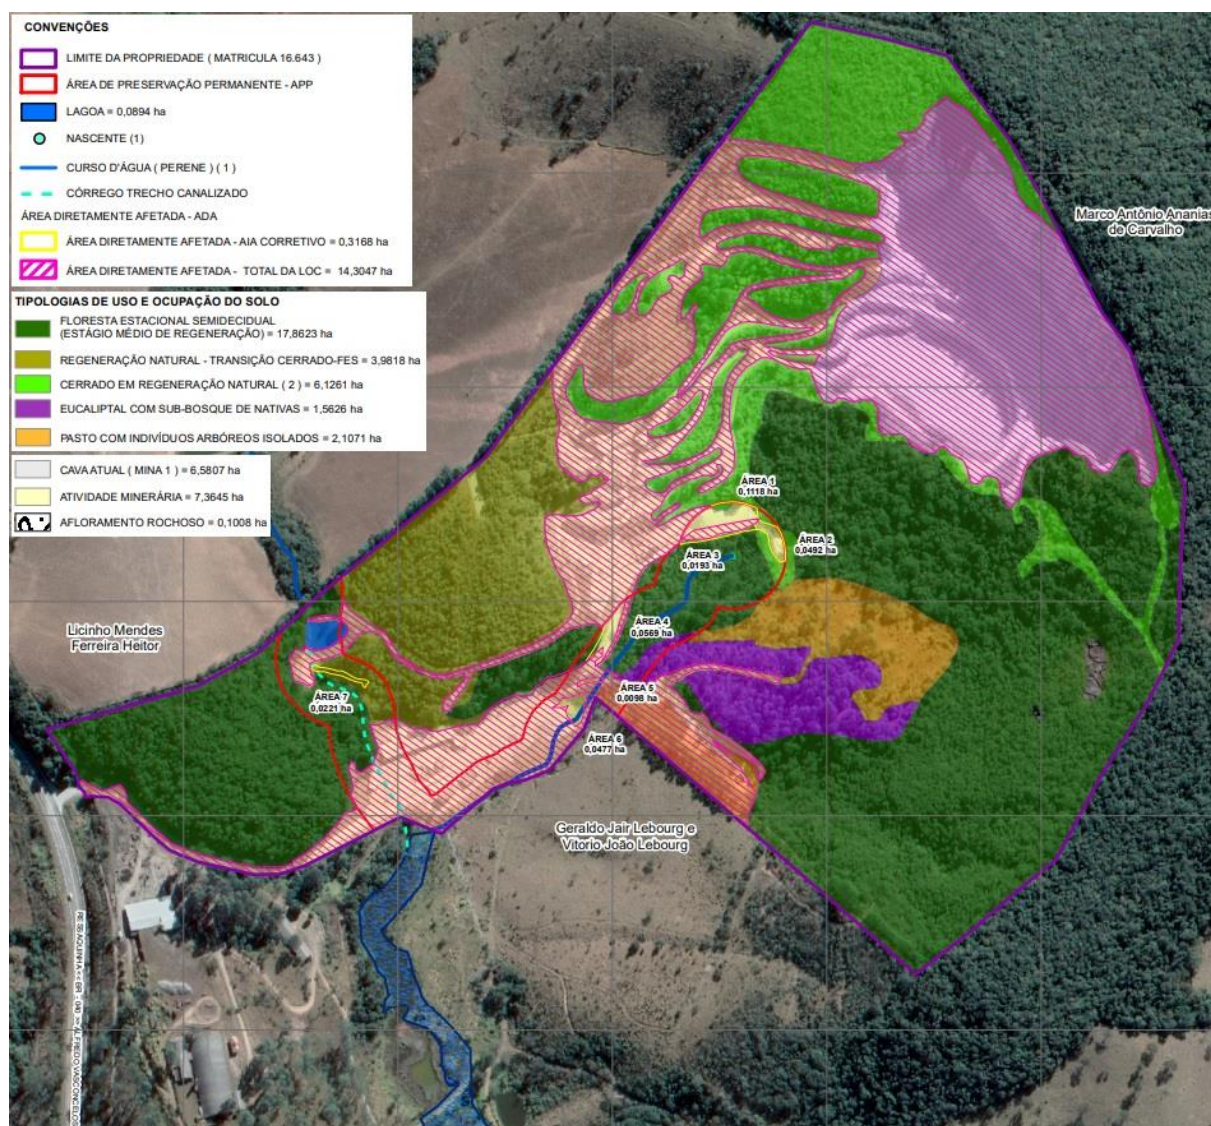 CONVENÇÕES
LIMITE DA PROPRIEDADE ( MATRICULA 16.643 )
ÁREA DE PRESERVAÇÃO PERMANENTE - APP
LAGOA = 0,0894 ha
NASCENTE (1)
CURSO D'ÁGUA ( PERENE ) ( 1 )
CÓRREGO TRECHO CANALIZADO
ÁREA DIRETAMENTE AFETADA - ADA
ÁREA DIRETAMENTE AFETADA - AIA CORRETIVO = 0,3168 ha
ÁREA DIRETAMENTE AFETADA - TOTAL DA LOC = 14,3047 ha
TIPOLOGIAS DE USO E OCUPAÇÃO DO SOLO
FLORESTA ESTACIONAL SEMIDECIDUAL
(ESTÁGIO MÉDIO DE REGENERAÇÃO) = 17,8623 ha
REGENERAÇÃO NATURAL - TRANSIÇÃO CERRADO-FES = 3,9818 ha
CERRADO EM REGENERAÇÃO NATURAL ( 2 ) = 6,1261 ha
EUCALIPTAL COM SUB-BOSQUE DE NATIVAS = 1,5626 ha
PASTO COM INDIVÍDUOS ARBÓREOS ISOLADOS = 2,1071 ha
CAVA ATUAL ( MINA 1 ) = 6,5807 ha
ATIVIDADE MINERÁRIA = 7,3645 ha
AFLORAMENTO ROCHOSO = 0,1008 ha
Marco Antônio Ananias
de Carvalho
ÁREA 1
0,1118 ha
ÁREA 2
0,0492 ha
ÁREA 3
0,0193 ha
ÁREA 4
0,0569 ha
Licinho Mendes
Ferreira Heitor
ÁREA 5
0,0098 ha
ÁREA 7
0,0221 ha
ÁREA 6
0,0477 ha
Geraldo Jair Lebourg e
Vitorio João Lebourg
RESSAQUINHA << BR - 040 >> ALFREDO VASCONCELOS